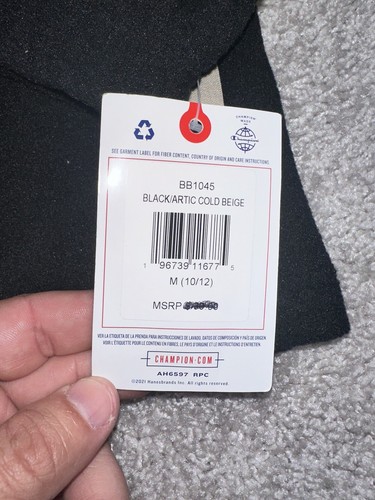 CHAMPION
Champion
SEE GARMENT LABEL FOR FIBER CONTENT, COUNTRY OF ORIGIN AND CARE INSTRUCTIONS
BB1045
BLACK/ARTIC COLD BEIGE
1 96739 11677 5
M (10/12)
MSRP
VER LA ETIQUETA DE LA PRENDA PARA INSTRUCCIONES DE LAVADO, DATOS DE COMPOSICIÓN Y PAÍS DE ORIGEN
VOIR L'ÉTIQUETTE POUR LE CONTENU EN FIBRES, LE PAYS D'ORIGINE ET LES INSTRUCTIONS D'ENTRETIEN.
CHAMPION.COM
AH6597 RPC
©2021 Hanesbrands Inc. All rights reserved.